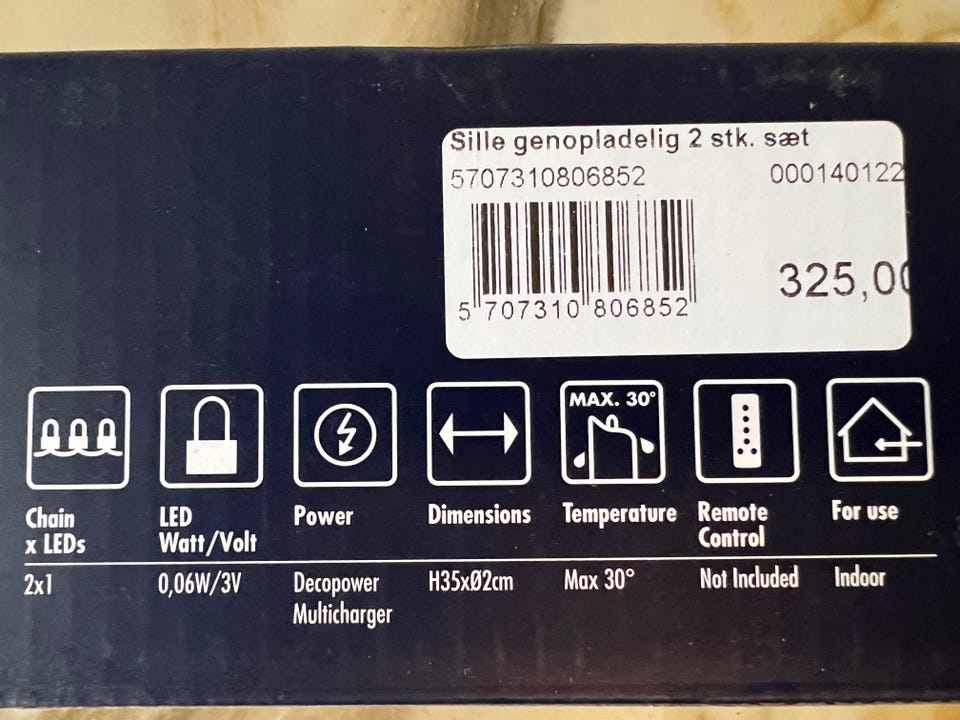 Sille genopladelig 2 stk. sæt
5707310806852 000140122
325,00
5 707310 806852
MAX. 30°
Chain x LEDs
LED Watt/Volt
Power
Dimensions
Temperature
Remote Control
For use
2x1
0,06W/3V
Decopower Multicharger
H35xØ2cm
Max 30°
Not Included
Indoor